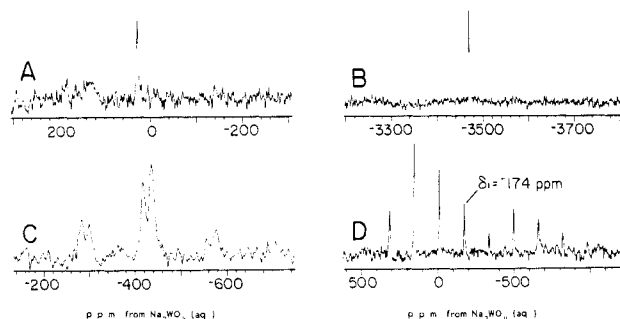 A
200 0 -200
B
-3300 -3500 -3700
C
-200 -400 -600
δ=-174 ppm
D
500 0 -500
p p m from Na₂WO₄ (aq )
p p m from Na₂WO₄ (aq )